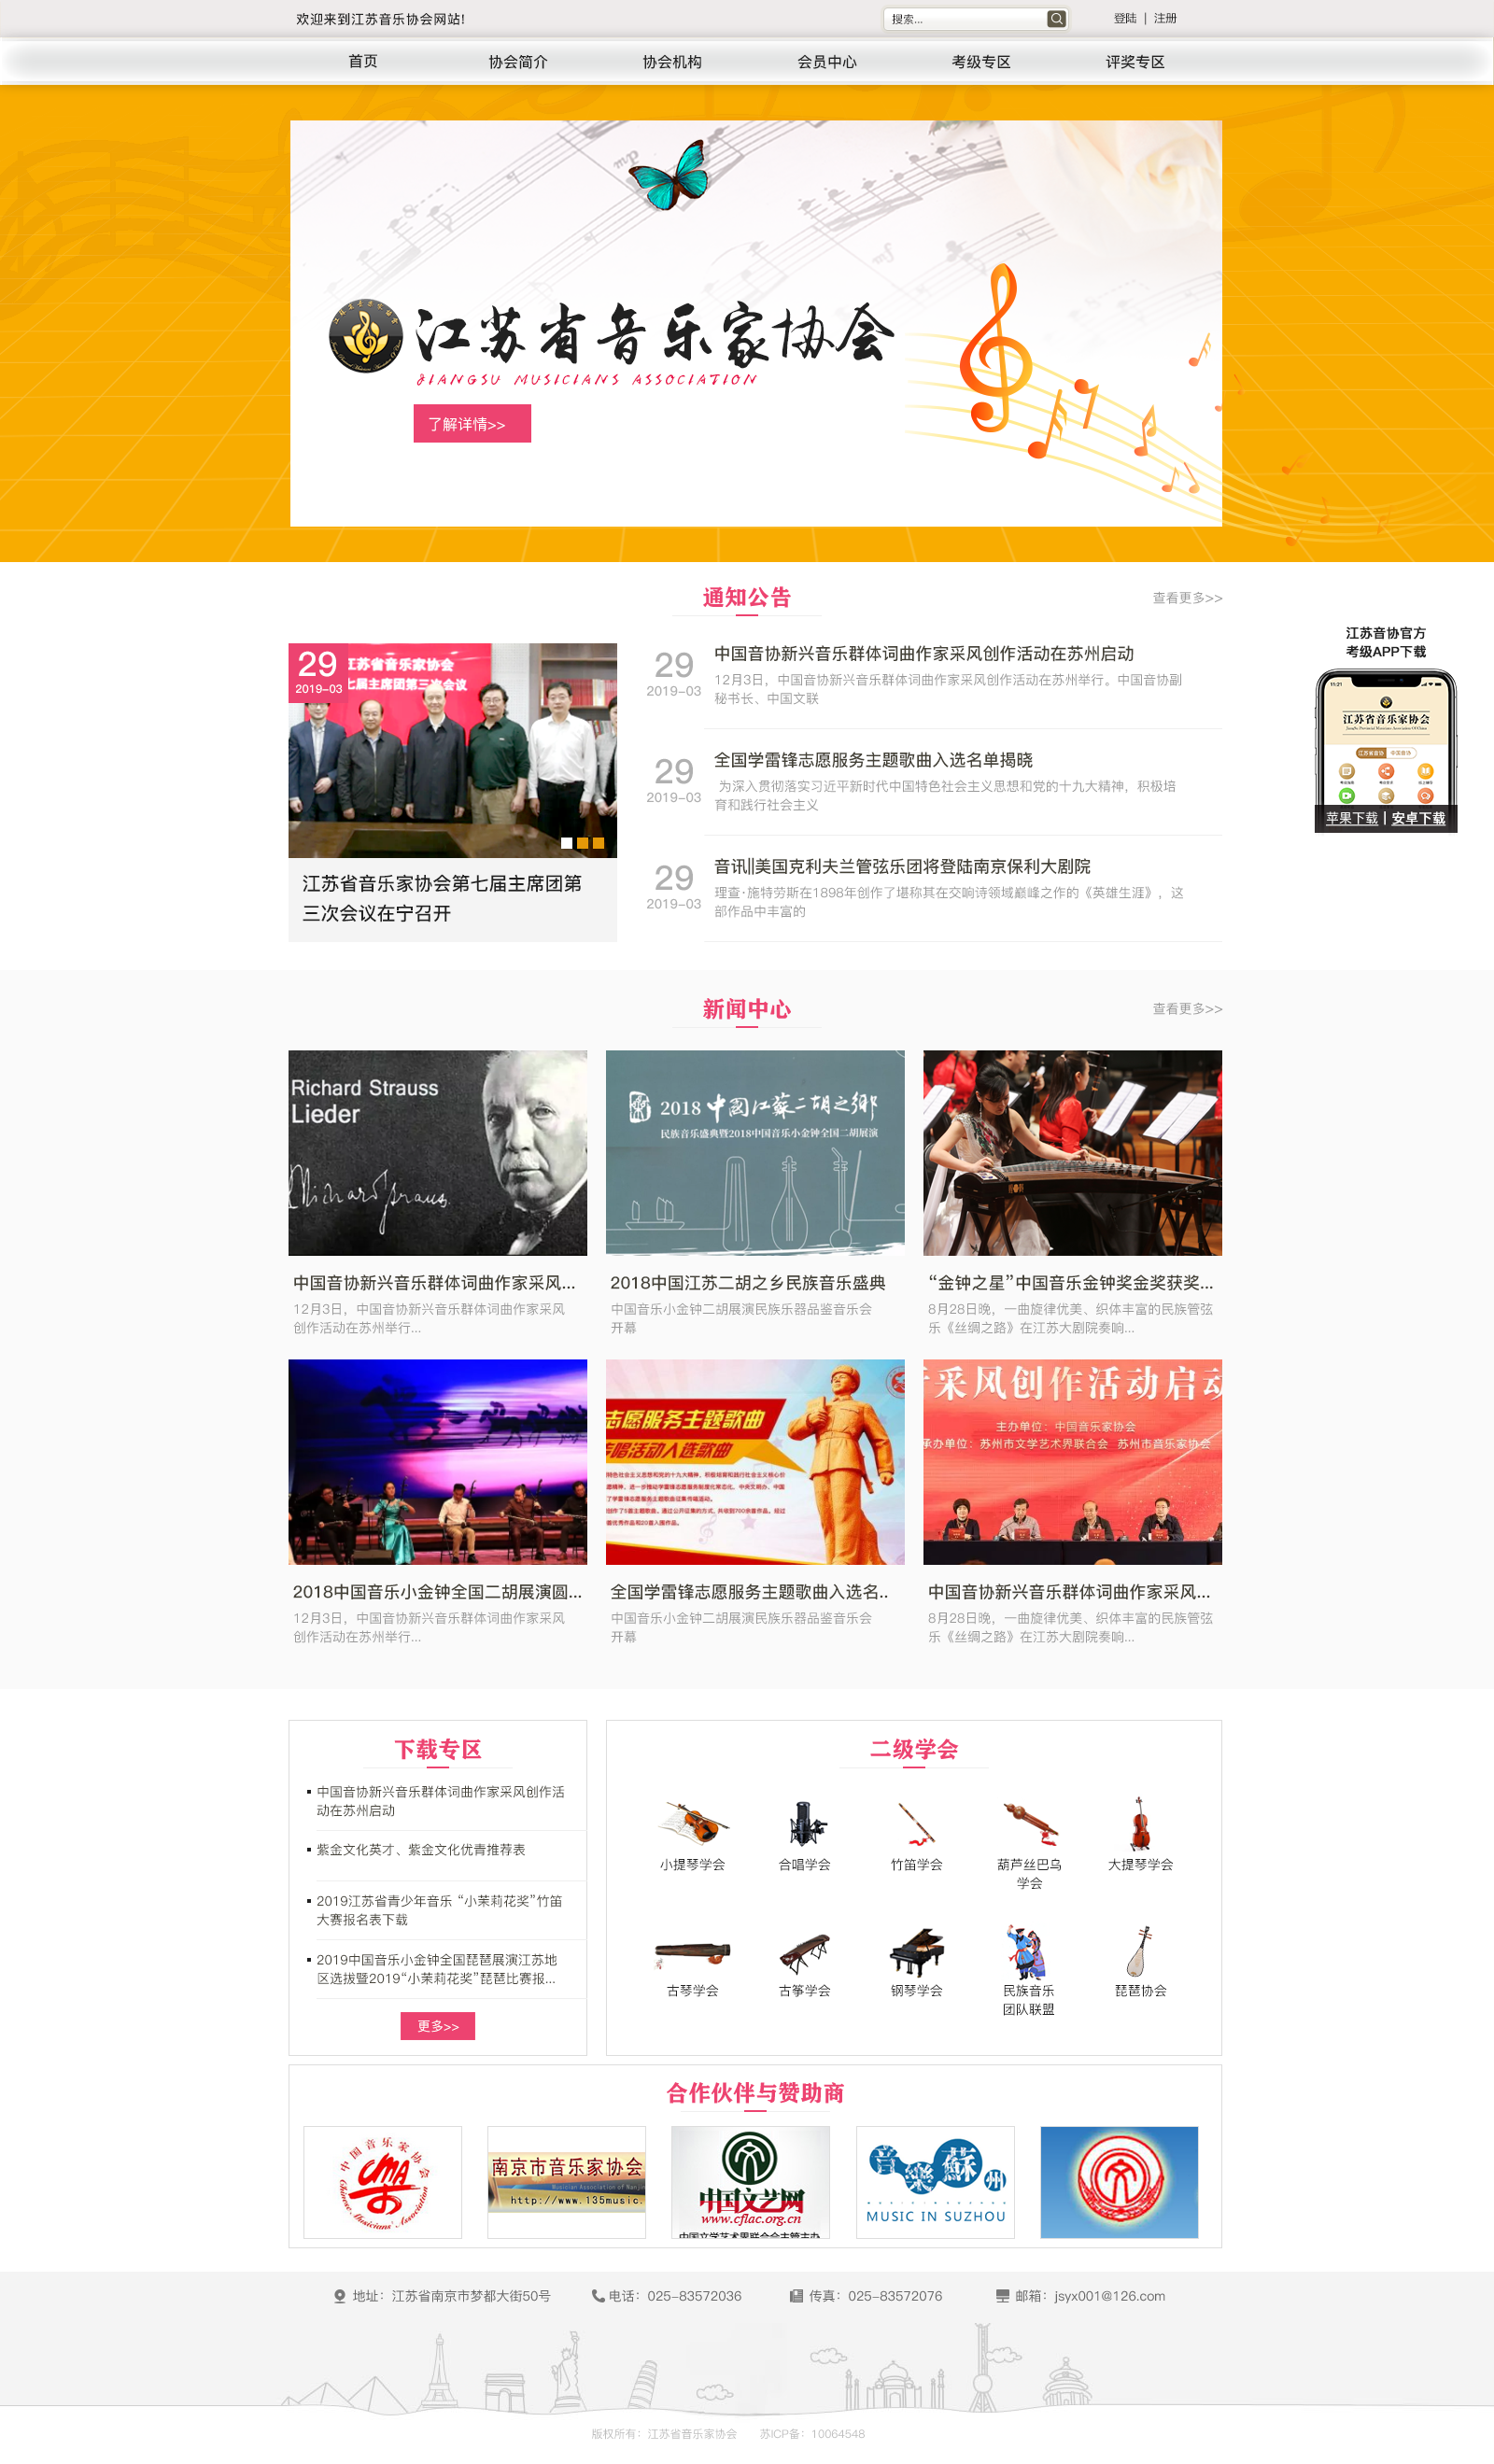 欢迎来到江苏音乐协会网站!
搜索...
登陆 | 注册
首页 协会简介 协会机构 会员中心 考级专区 评奖专区
mp
江苏省音乐家协会
JIANGSU MUSICIANS ASSOCIATION
了解详情>>
通知公告
查看更多>>
29
2019-03
江苏省音乐家协会
七届主席团第三次会议
江苏省音乐家协会第七届主席团第
三次会议在宁召开
29
2019-03
中国音协新兴音乐群体词曲作家采风创作活动在苏州启动
12月3日，中国音协新兴音乐群体词曲作家采风创作活动在苏州举行。中国音协副
秘书长、中国文联
29
2019-03
全国学雷锋志愿服务主题歌曲入选名单揭晓
为深入贯彻落实习近平新时代中国特色社会主义思想和党的十九大精神，积极培
育和践行社会主义
29
2019-03
音讯||美国克利夫兰管弦乐团将登陆南京保利大剧院
理查·施特劳斯在1898年创作了堪称其在交响诗领域巅峰之作的《英雄生涯》，这
部作品中丰富的
江苏音协官方
考级APP下载
11:21
江苏省音乐家协会
江苏省音协 中国音协
苹果下载 | 安卓下载
新闻中心
查看更多>>
Richard Strauss
Lieder
2018 中国江苏二胡之乡
民族音乐盛典暨2018中国音乐小金钟全国二胡展演
中国音协新兴音乐群体词曲作家采风...
12月3日，中国音协新兴音乐群体词曲作家采风
创作活动在苏州举行...
2018中国江苏二胡之乡民族音乐盛典
中国音乐小金钟二胡展演民族乐器品鉴音乐会
开幕
“金钟之星”中国音乐金钟奖金奖获奖...
8月28日晚，一曲旋律优美、织体丰富的民族管弦
乐《丝绸之路》在江苏大剧院奏响...
志愿服务主题歌曲
传唱活动入选歌曲
采风创作活动启动
主办单位：中国音乐家协会
承办单位：苏州市文学艺术界联合会 苏州市音乐家协会
2018中国音乐小金钟全国二胡展演圆...
12月3日，中国音协新兴音乐群体词曲作家采风
创作活动在苏州举行...
全国学雷锋志愿服务主题歌曲入选名..
中国音乐小金钟二胡展演民族乐器品鉴音乐会
开幕
中国音协新兴音乐群体词曲作家采风...
8月28日晚，一曲旋律优美、织体丰富的民族管弦
乐《丝绸之路》在江苏大剧院奏响...
下载专区
中国音协新兴音乐群体词曲作家采风创作活
动在苏州启动
紫金文化英才、紫金文化优青推荐表
2019江苏省青少年音乐 “小茉莉花奖”竹笛
大赛报名表下载
2019中国音乐小金钟全国琵琶展演江苏地
区选拔暨2019“小茉莉花奖”琵琶比赛报...
更多>>
二级学会
小提琴学会 合唱学会 竹笛学会 葫芦丝巴乌
学会 大提琴学会
古琴学会 古筝学会 钢琴学会 民族音乐
团队联盟 琵琶协会
合作伙伴与赞助商
中国音乐家协会
CMA
Chinese Musicians' Association
南京市音乐家协会
Musician Association of Nanjin
http://www.135music.
中国文艺网
www.cflac.org.cn
中国文学艺术界联合会主管主办
音乐蘇州
MUSIC IN SUZHOU
地址：江苏省南京市梦都大街50号
电话：025-83572036
传真：025-83572076
邮箱：jsyx001@126.com
版权所有：江苏省音乐家协会 苏ICP备：10064548